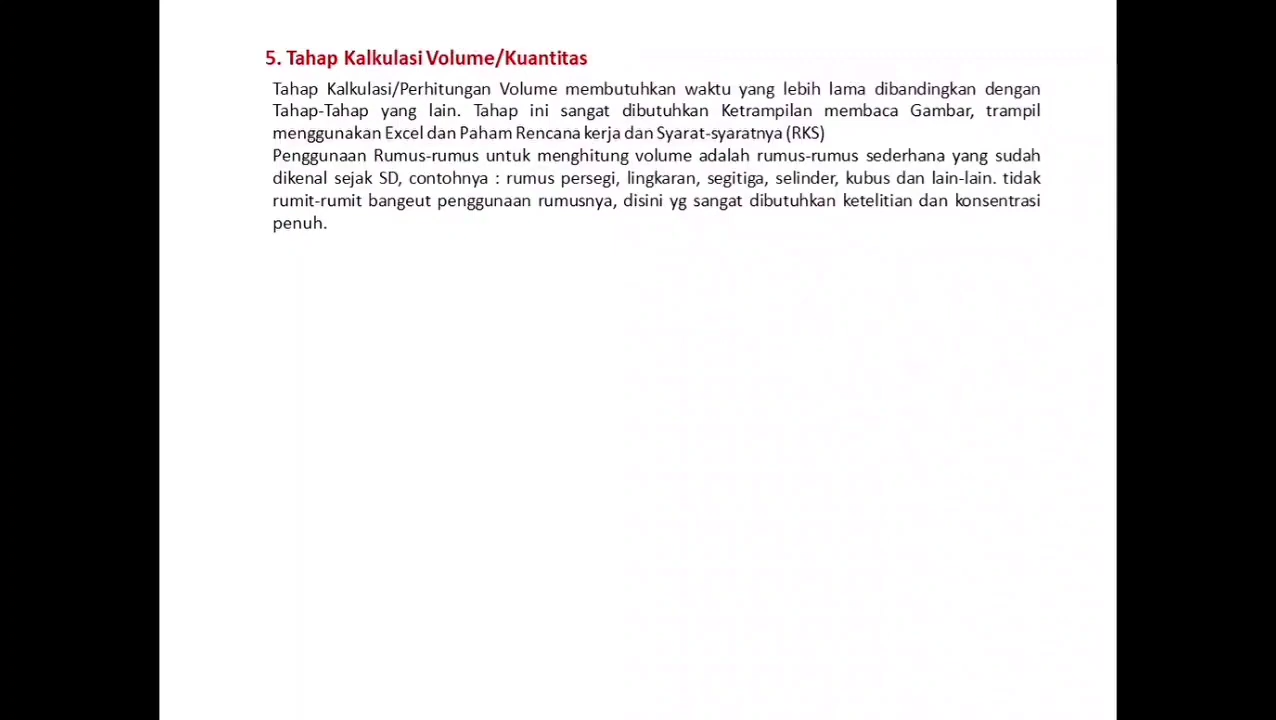 5. Tahap Kalkulasi Volume/Kuantitas
Tahap Kalkulasi/Perhitungan Volume membutuhkan waktu yang lebih lama dibandingkan dengan
Tahap-Tahap yang lain. Tahap ini sangat dibutuhkan Ketrampilan membaca Gambar, trampil
menggunakan Excel dan Paham Rencana kerja dan Syarat-syaratnya (RKS)
Penggunaan Rumus-rumus untuk menghitung volume adalah rumus-rumus sederhana yang sudah
dikenal sejak SD, contohnya : rumus persegi, lingkaran, segitiga, selinder, kubus dan lain-lain. tidak
rumit-rumit bangeut penggunaan rumusnya, disini yg sangat dibutuhkan ketelitian dan konsentrasi
penuh.